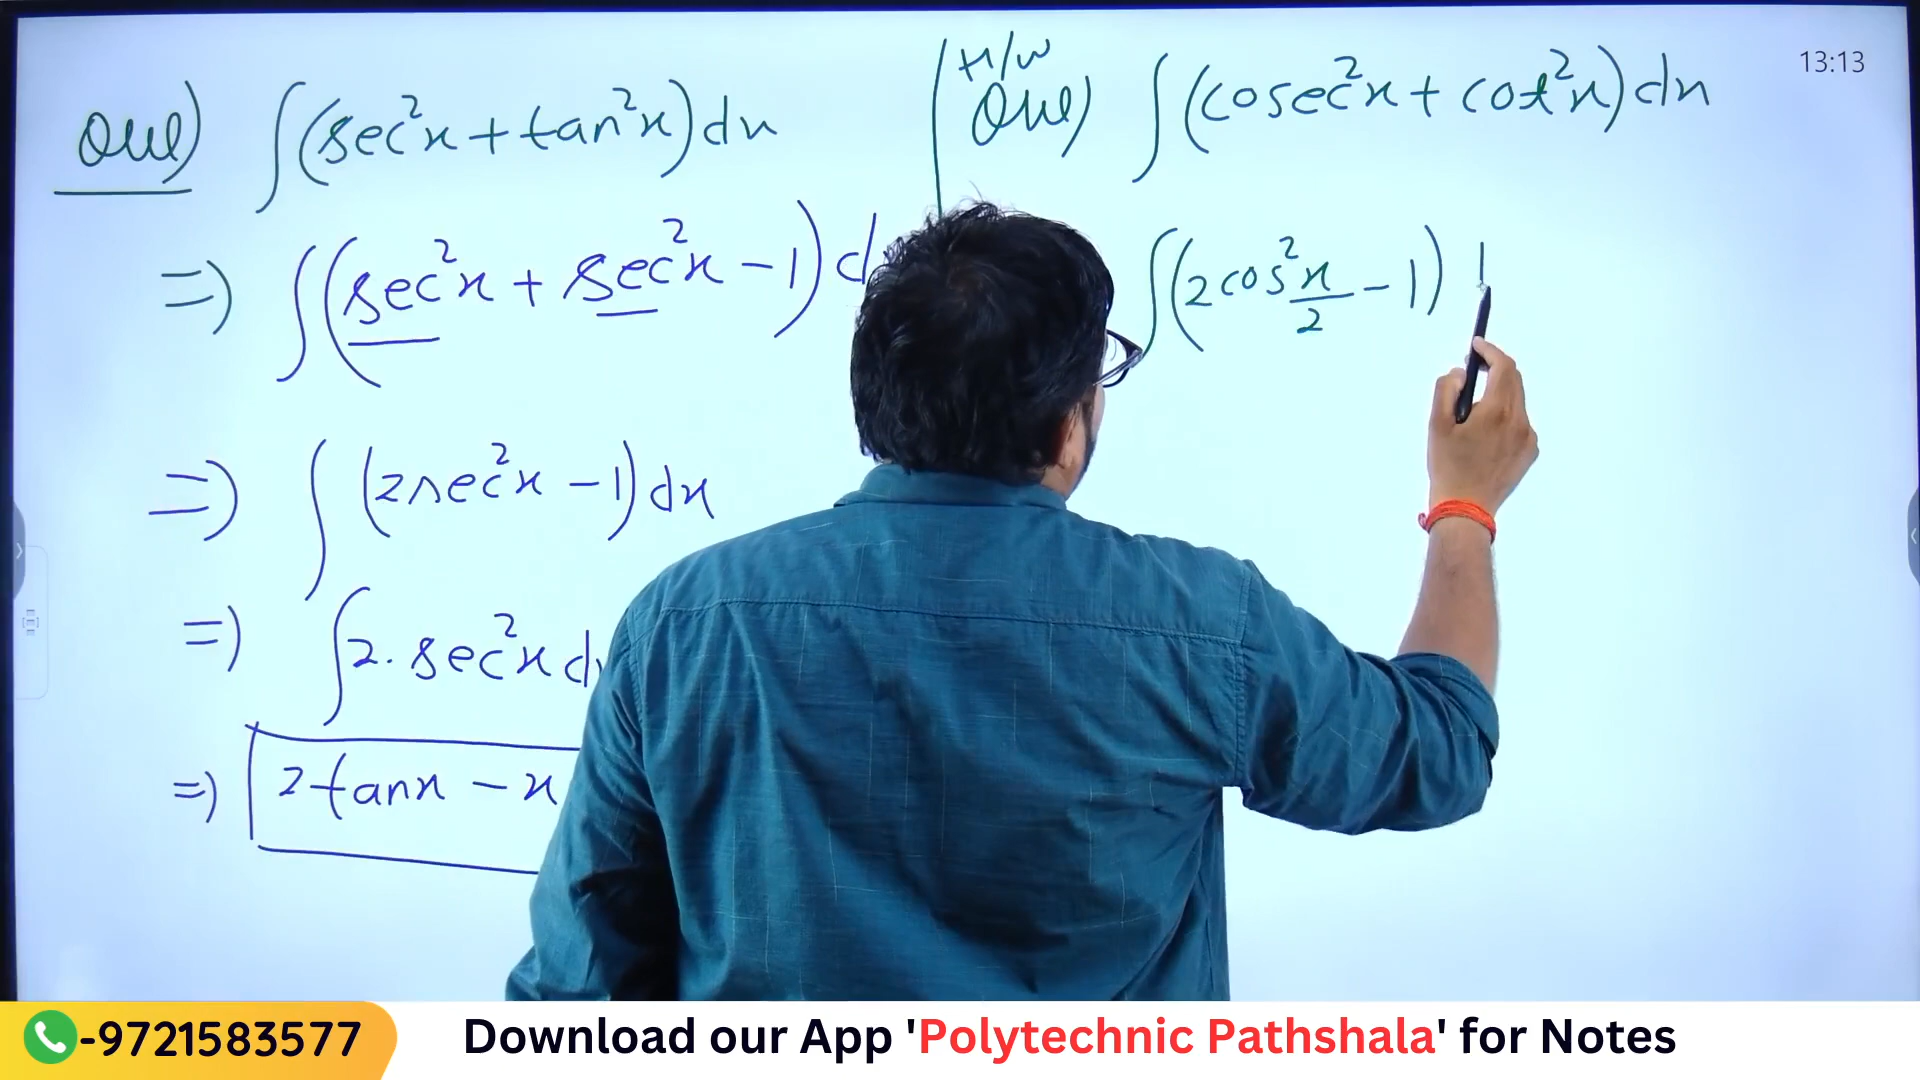 Que) ∫(sec²x + tan²x) dx
=) ∫(sec²x + sec²x - 1) d
=) ∫ (2sec²x - 1) dx
=) ∫2. sec²x d
=) 2tanx - x
H/W
Que) ∫(cosec²x + cot²x) dx
∫(2cos²x/2 - 1)
13:13
-9721583577
Download our App 'Polytechnic Pathshala' for Notes